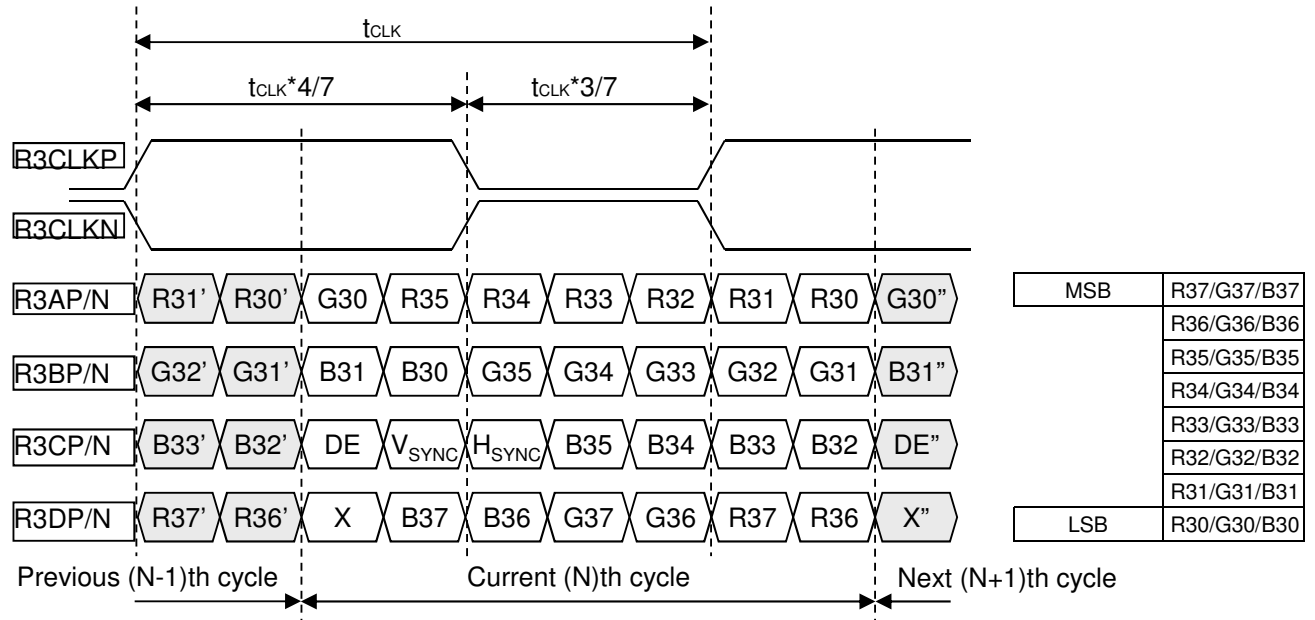 tCLK
tCLK*4/7 tCLK*3/7
R3CLKP
R3CLKN
R3AP/N R31’ R30’ G30 R35 R34 R33 R32 R31 R30 G30”
R3BP/N G32’ G31’ B31 B30 G35 G34 G33 G32 G31 B31”
R3CP/N B33’ B32’ DE VSYNC HSYNC B35 B34 B33 B32 DE”
R3DP/N R37’ R36’ X B37 B36 G37 G36 R37 R36 X”
Previous (N-1)th cycle Current (N)th cycle Next (N+1)th cycle
MSB R37/G37/B37
R36/G36/B36
R35/G35/B35
R34/G34/B34
R33/G33/B33
R32/G32/B32
R31/G31/B31
LSB R30/G30/B30